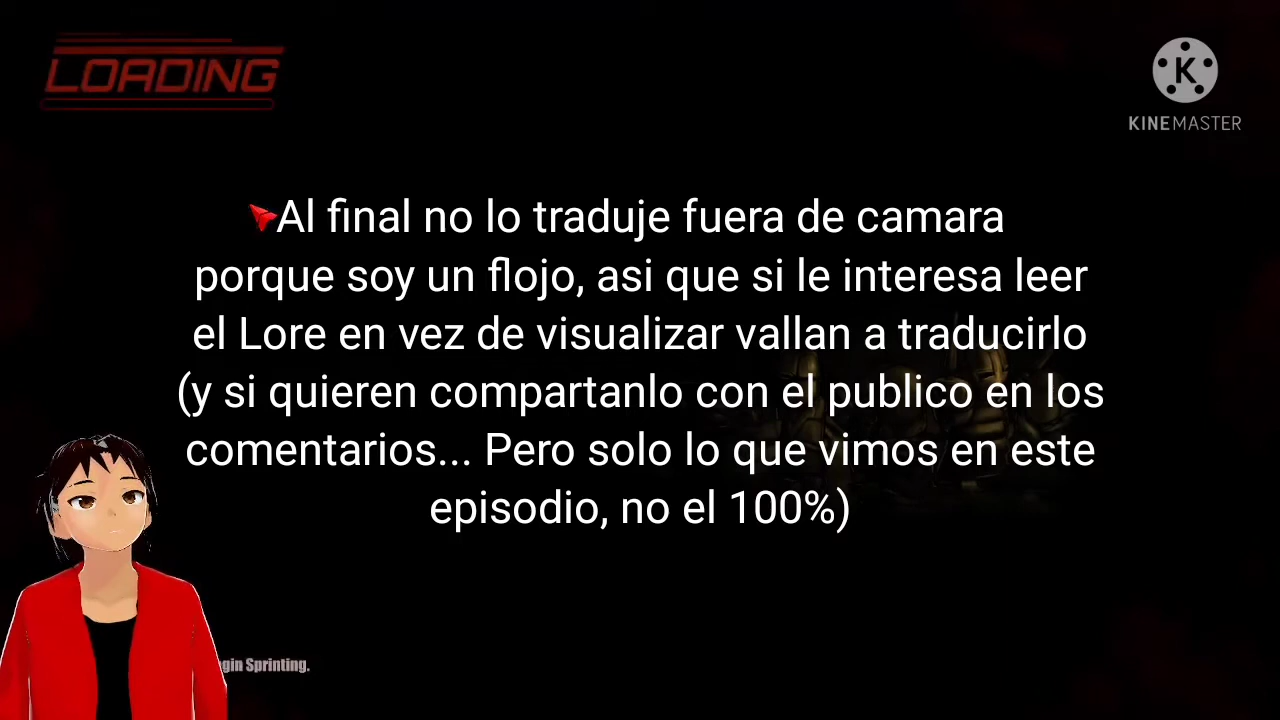 LOADING
KINEMASTER
Al final no lo traduje fuera de camara
porque soy un flojo, asi que si le interesa leer
el Lore en vez de visualizar vallan a traducirlo
(y si quieren compartanlo con el publico en los
comentarios... Pero solo lo que vimos en este
episodio, no el 100%)
Sprinting.